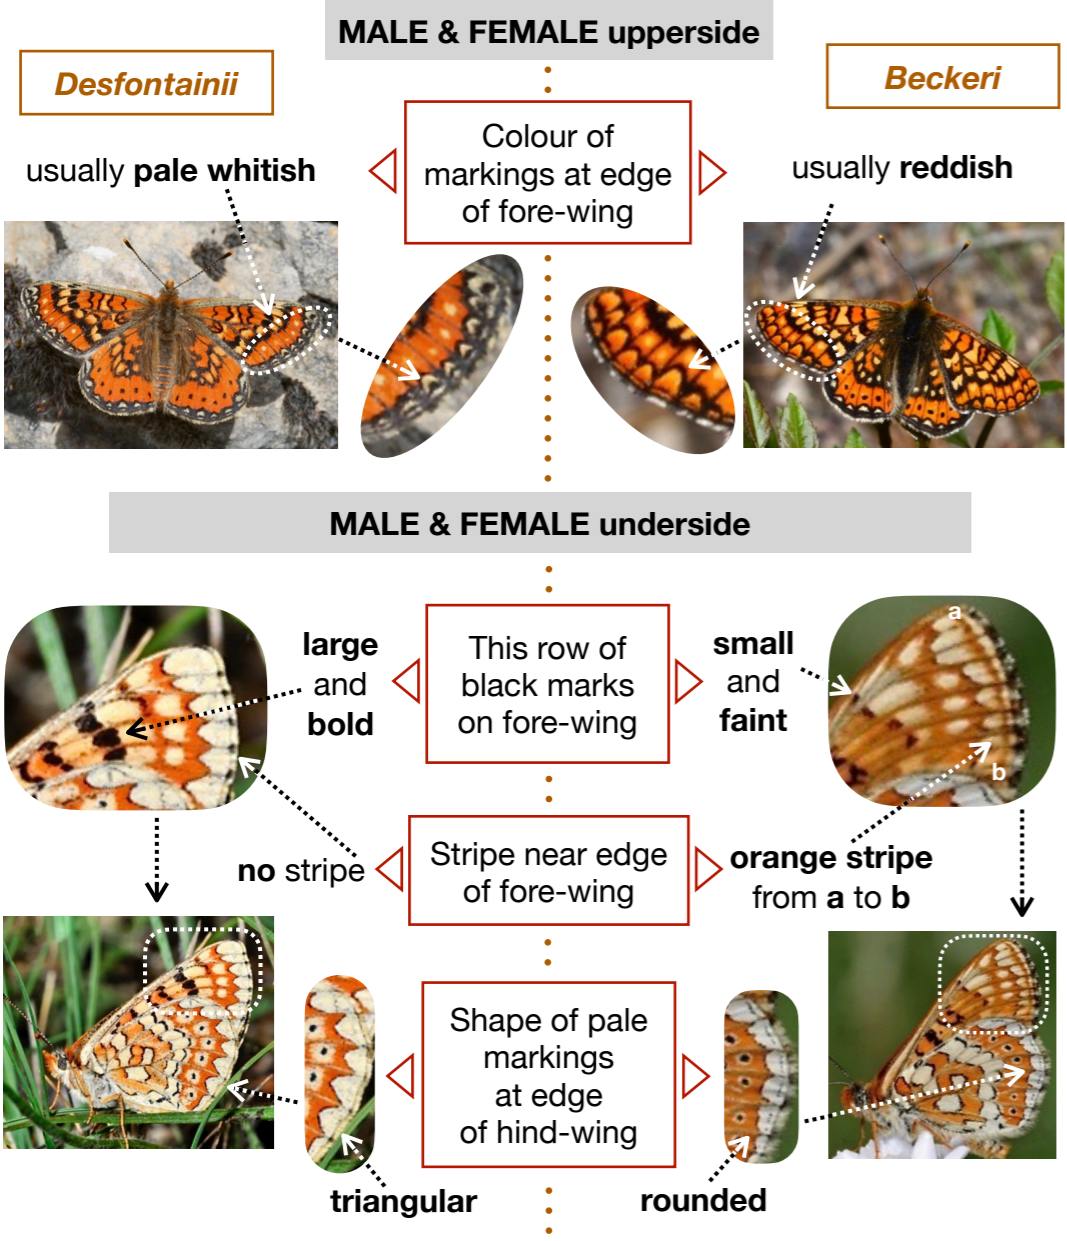 MALE & FEMALE upperside
Desfontainii
Beckeri
Colour of
markings at edge
of fore-wing
usually pale whitish
usually reddish
MALE & FEMALE underside
large
and
bold
This row of
black marks
on fore-wing
small
and
faint
a
b
no stripe
Stripe near edge
of fore-wing
orange stripe
from a to b
Shape of pale
markings
at edge
of hind-wing
triangular
rounded